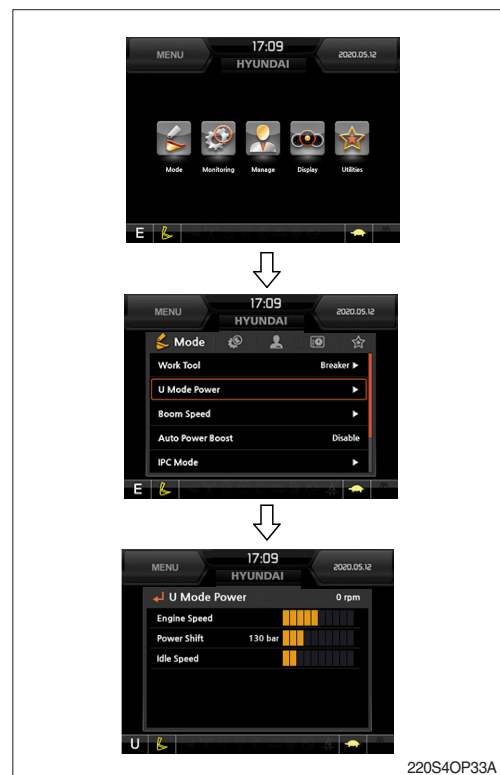 MENU 17:09 2020.05.12
HYUNDAI
Mode Monitoring Manage Display Utilities
E
MENU 17:09 2020.05.12
HYUNDAI
Mode
Work Tool Breaker ▶
U Mode Power ▶
Boom Speed ▶
Auto Power Boost Disable
IPC Mode ▶
E
MENU 17:09 2020.05.12
HYUNDAI
U Mode Power 0 rpm
Engine Speed
Power Shift 130 bar
Idle Speed
U
220S4OP33A